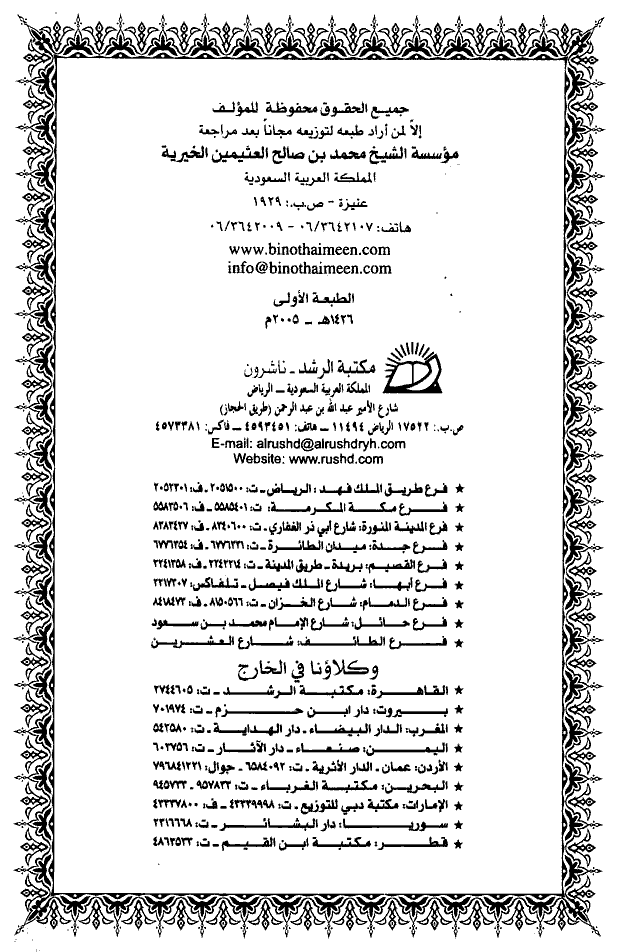 جميع الحقوق محفوظة للمؤلف
إلا لمن أراد طبعه لتوزيعه مجاناً بعد مراجعة
مؤسسة الشيخ محمد بن صالح العثيمين الخيرية
المملكة العربية السعودية
عنيزة - ص.ب.: ١٩٢٩
هاتف: ٠٦/٣٦٤٢١٠٧ - ٠٦/٣٦٤٢٠٠٩
www.binothaimeen.com
info@binothaimeen.com
الطبعة الأولى
١٤٢٦هـ - ٢٠٠٥م
مكتبة الرشد - ناشرون
المملكة العربية السعودية - الرياض
شارع الأمير عبد الله بن عبد الرحمن (طريق الحجاز)
ص.ب.: ١٧٥٢٢ الرياض ١١٤٩٤ - هاتف: ٤٥٩٣٤٥١ - فاكس: ٤٥٧٣٣٨١
E-mail: alrushd@alrushdryh.com
Website: www.rushd.com
★ فرع طريق الملك فهد: الرياض - ت: ٢٠٥١٥٠٠ - ف: ٢٠٥٢٣٠١
★ فرع مكة المكرمة: ت: ٥٥٨٥٤٠١ - ف: ٥٥٨٣٥٠٦
★ فرع المدينة المنورة: شارع أبي ذر الغفاري - ت: ٨٣٤٠٦٠٠ - ف: ٨٣٨٣٤٢٧
★ فرع جدة: ميدان الطائرة - ت: ٦٧٧٦٣٣١ - ف: ٦٧٧٦٣٥٤
★ فرع القصيم: بريدة - طريق المدينة - ت: ٣٢٤٢٢١٤ - ف: ٣٢٤١٣٥٨
★ فرع أبها: شارع الملك فيصل - تلفاكس: ٢٣١٧٣٠٧
★ فرع الدمام: شارع الخزان - ت: ٨١٥٠٥٦٦ - ف: ٨٤١٨٤٧٣
★ فرع حائل: شارع الإمام محمد بن سعود
★ فرع الطائف: شارع العشرين
وكلاؤنا في الخارج
★ القاهرة: مكتبة الرشد - ت: ٢٧٤٤٦٠٥
★ بيروت: دار ابن حزم - ت: ٧٠١٩٧٤
★ المغرب: الدار البيضاء - دار الهداية - ت: ٥٤٢٥٨٠
★ اليمن: صنعاء - دار الآثار - ت: ٦٠٣٧٥٦
★ الأردن: عمان - الدار الأثرية - ت: ٦٥٨٤٠٩٢ - جوال: ٧٩٦٨٤١٢٢١
★ البحرين: مكتبة الغرباء - ت: ٩٥٧٨٣٣ - ٩٤٥٧٣٣
★ الإمارات: مكتبة دبي للتوزيع - ت: ٤٣٣٣٩٩٩٨ - ف: ٤٣٣٣٧٨٠٠
★ سوريا: دار البشائر - ت: ٢٣١٦٦٦٨
★ قطر: مكتبة ابن القيم - ت: ٤٨٦٣٥٣٣